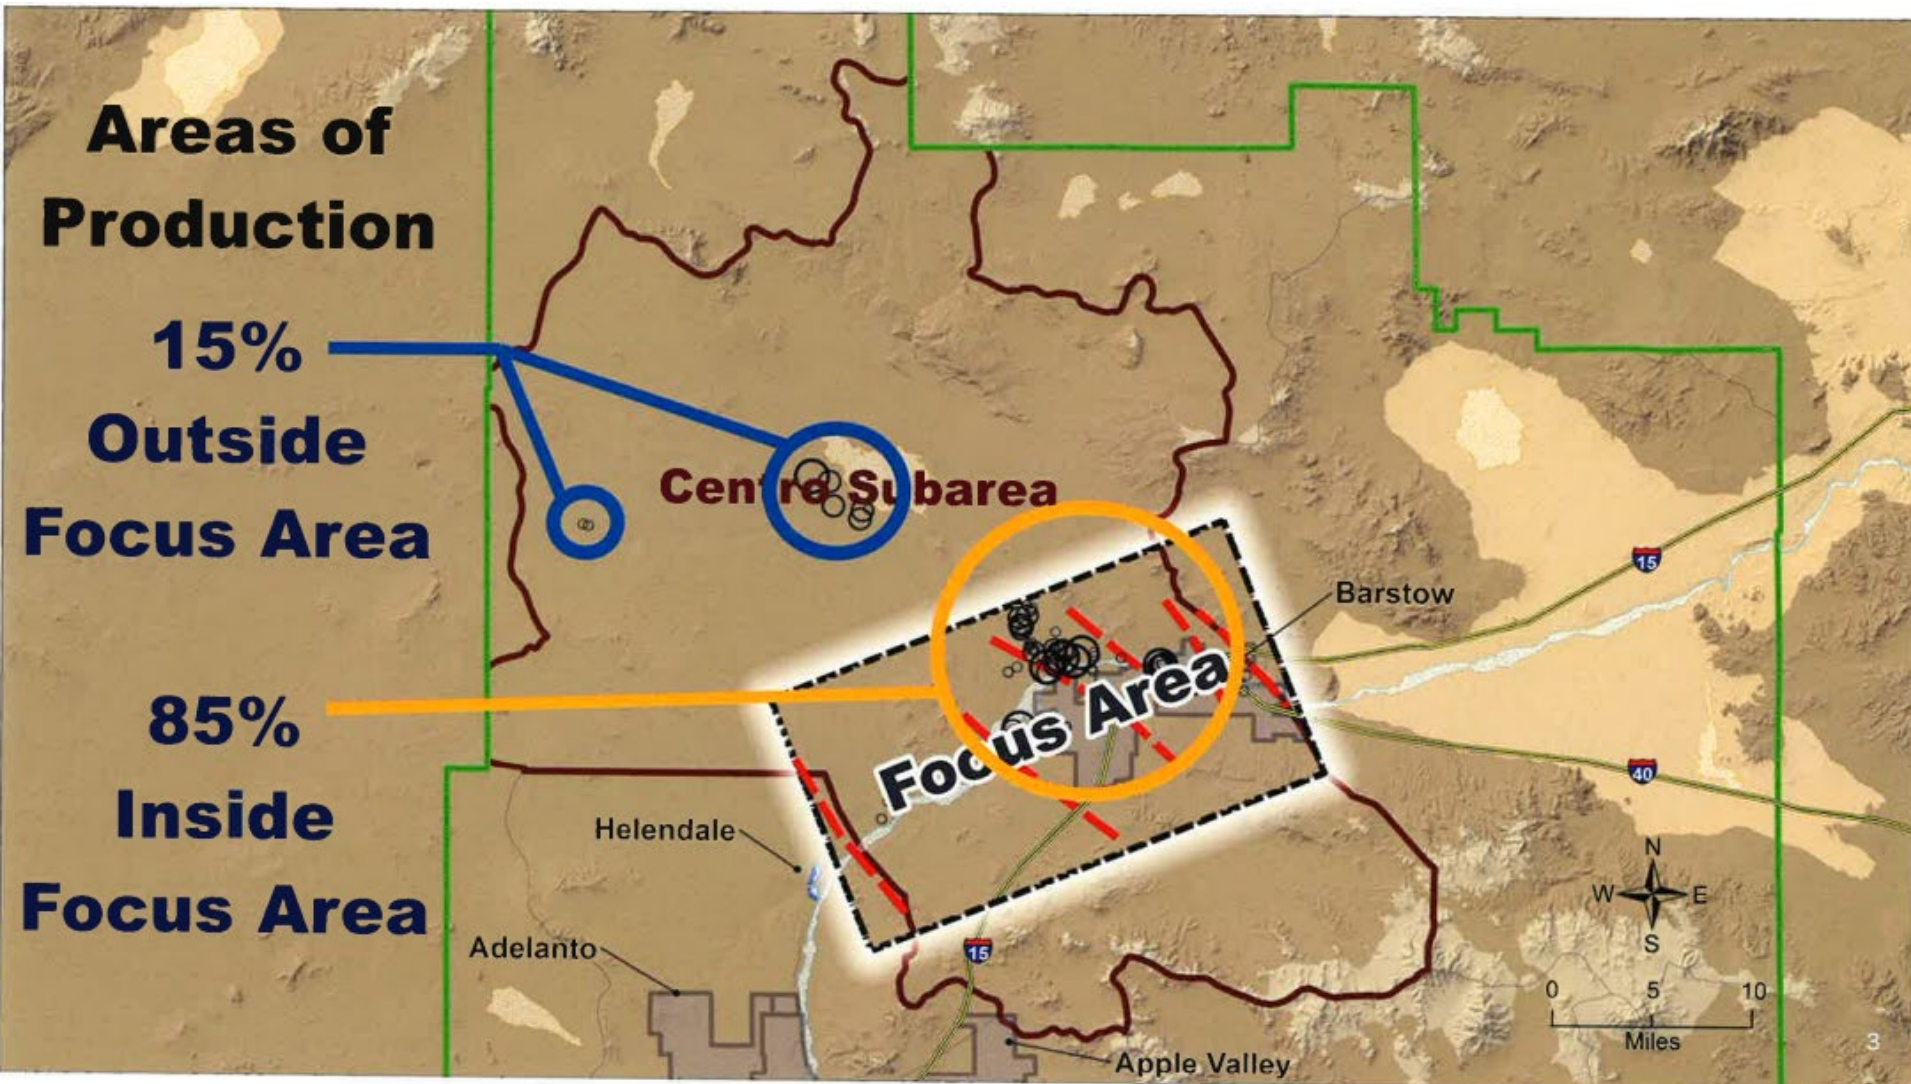 Areas of
Production
15%
Outside
Focus Area
85%
Inside
Focus Area
Centro Subarea
Focus Area
Barstow
Helendale
Adelanto
Apple Valley
15
40
15
N
W E
S
0 5 10
Miles
3